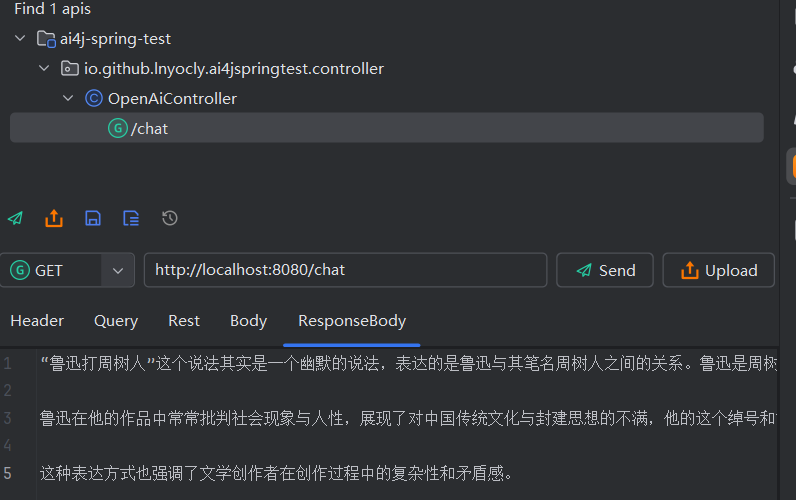 Find 1 apis
ai4j-spring-test
io.github.lnyocly.ai4jspringtest.controller
C OpenAiController
G /chat
G GET http://localhost:8080/chat Send Upload
Header Query Rest Body ResponseBody
1 “鲁迅打周树人”这个说法其实是一个幽默的说法，表达的是鲁迅与其笔名周树人之间的关系。鲁迅是周树
2
3 鲁迅在他的作品中常常批判社会现象与人性，展现了对中国传统文化与封建思想的不满，他的这个绰号和
4
5 这种表达方式也强调了文学创作者在创作过程中的复杂性和矛盾感。